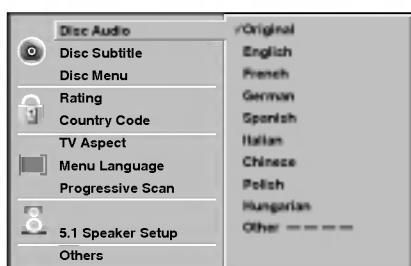 Disc Audio
Disc Subtitle
Disc Menu
Rating
Country Code
TV Aspect
Menu Language
Progressive Scan
5.1 Speaker Setup
Others
✓Original
English
French
German
Spanish
Italian
Chinese
Polish
Hungarian
Other — — — —